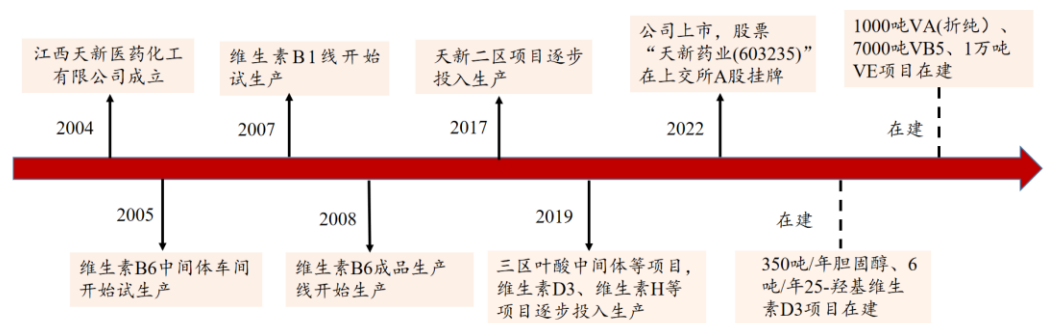 江西天新医药化工
有限公司成立
维生素B1线开始
试生产
天新二区项目逐步
投入生产
公司上市，股票
“天新药业(603235)”
在上交所A股挂牌
1000吨VA(折纯）、
7000吨VB5、1万吨
VE项目在建
2004
2007
2017
2022
在建
2005
2008
2019
在建
维生素B6中间体车间
开始试生产
维生素B6成品生产
线开始生产
三区叶酸中间体等项目，
维生素D3、维生素H等
项目逐步投入生产
350吨/年胆固醇、6
吨/年25-羟基维生
素D3项目在建